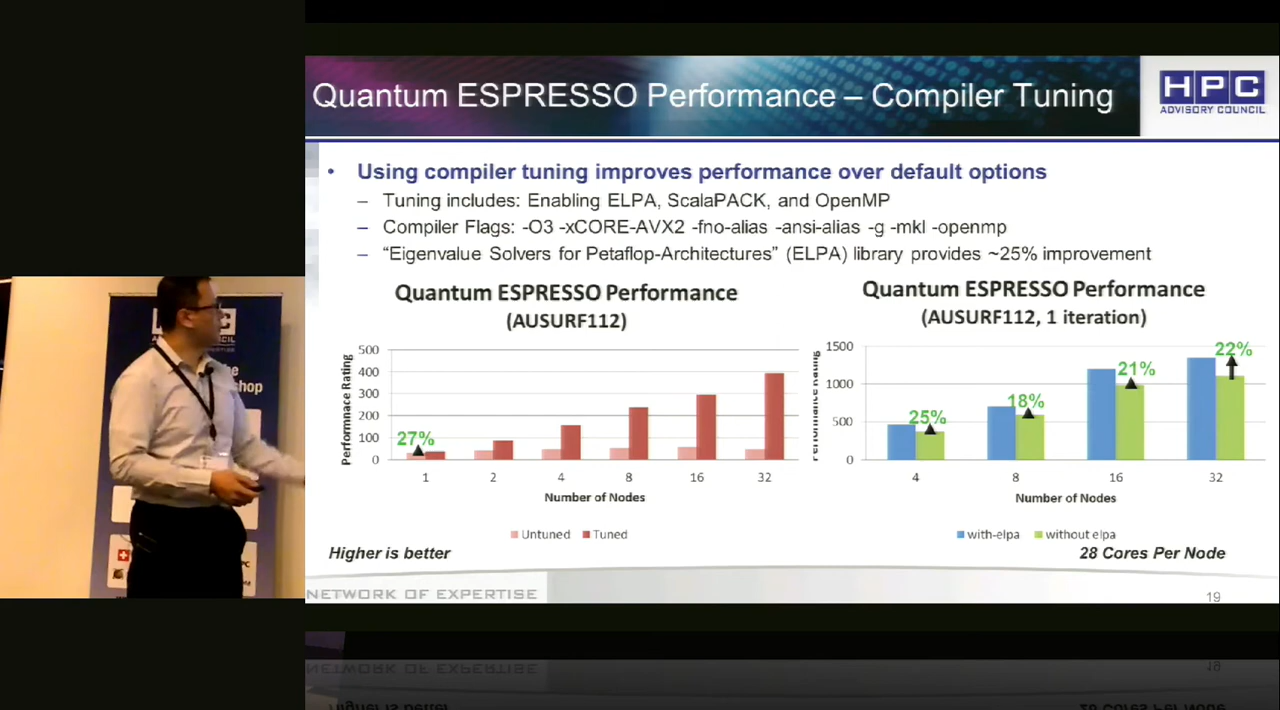 Quantum ESPRESSO Performance – Compiler Tuning
HPC
ADVISORY COUNCIL
• Using compiler tuning improves performance over default options
– Tuning includes: Enabling ELPA, ScalaPACK, and OpenMP
– Compiler Flags: -O3 -xCORE-AVX2 -fno-alias -ansi-alias -g -mkl -openmp
– “Eigenvalue Solvers for Petaflop-Architectures” (ELPA) library provides ~25% improvement
Quantum ESPRESSO Performance
(AUSURF112)
Performace Rating
500
400
300
200
100
0
27%
1 2 4 8 16 32
Number of Nodes
Untuned Tuned
Higher is better
Quantum ESPRESSO Performance
(AUSURF112, 1 iteration)
1500
1000
500
0
25% 18% 21% 22%
4 8 16 32
Number of Nodes
with-elpa without elpa
28 Cores Per Node
NETWORK OF EXPERTISE
19